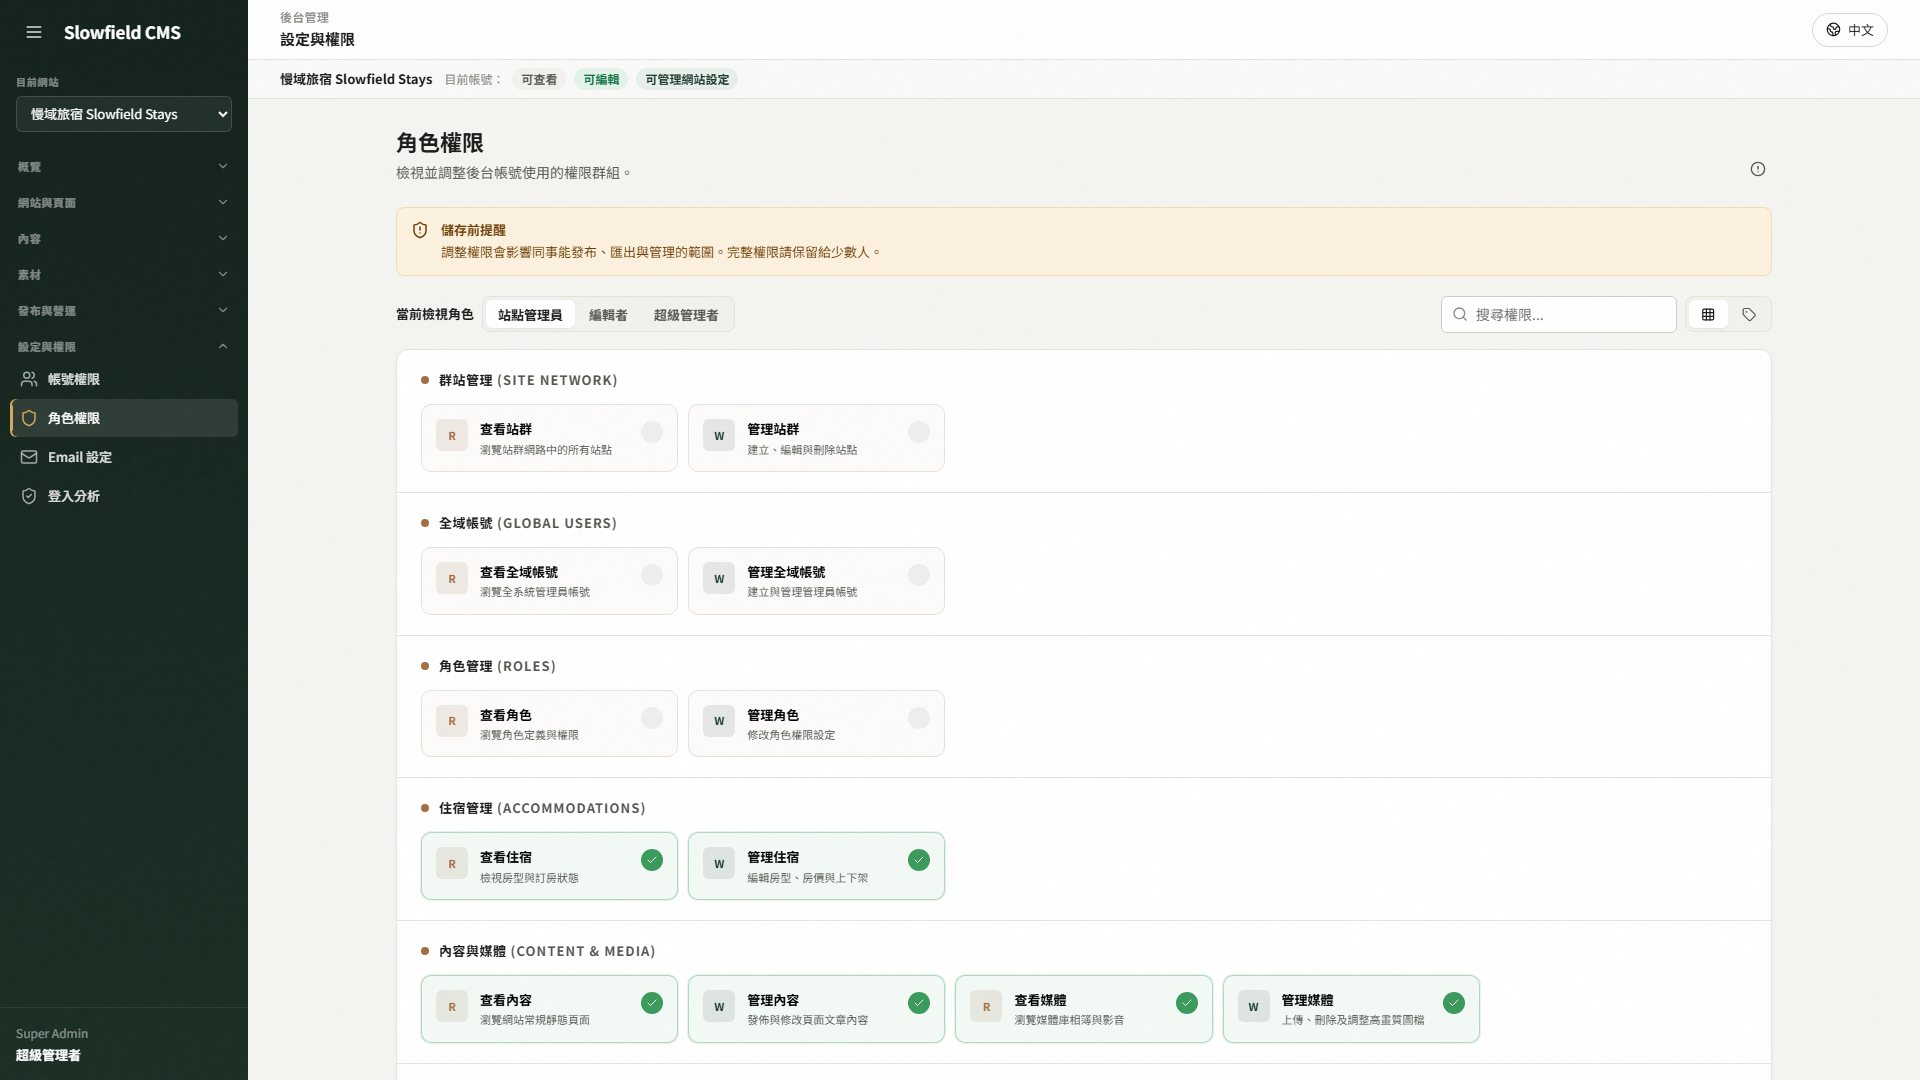 Slowfield CMS
目前網站
慢域旅宿 Slowfield Stays
概覽
網站與頁面
內容
素材
發布與營運
設定與權限
帳號權限
角色權限
Email 設定
登入分析
Super Admin
超級管理者
後台管理
設定與權限
中文
慢域旅宿 Slowfield Stays 目前帳號： 可查看 可編輯 可管理網站設定
角色權限
檢視並調整後台帳號使用的權限群組。
儲存前提醒
調整權限會影響同事能發布、匯出與管理的範圍。完整權限請保留給少數人。
當前檢視角色 站點管理員 編輯者 超級管理者
搜尋權限...
群站管理 (SITE NETWORK)
R 查看站群
瀏覽站群網路中的所有站點
W 管理站群
建立、編輯與刪除站點
全域帳號 (GLOBAL USERS)
R 查看全域帳號
瀏覽全系統管理員帳號
W 管理全域帳號
建立與管理管理員帳號
角色管理 (ROLES)
R 查看角色
瀏覽角色定義與權限
W 管理角色
修改角色權限設定
住宿管理 (ACCOMMODATIONS)
R 查看住宿
檢視房型與訂房狀態
W 管理住宿
編輯房型、房價與上下架
內容與媒體 (CONTENT & MEDIA)
R 查看內容
瀏覽網站常規靜態頁面
W 管理內容
發佈與修改頁面文章內容
R 查看媒體
瀏覽媒體庫相簿與影音
W 管理媒體
上傳、刪除及調整高畫質圖檔